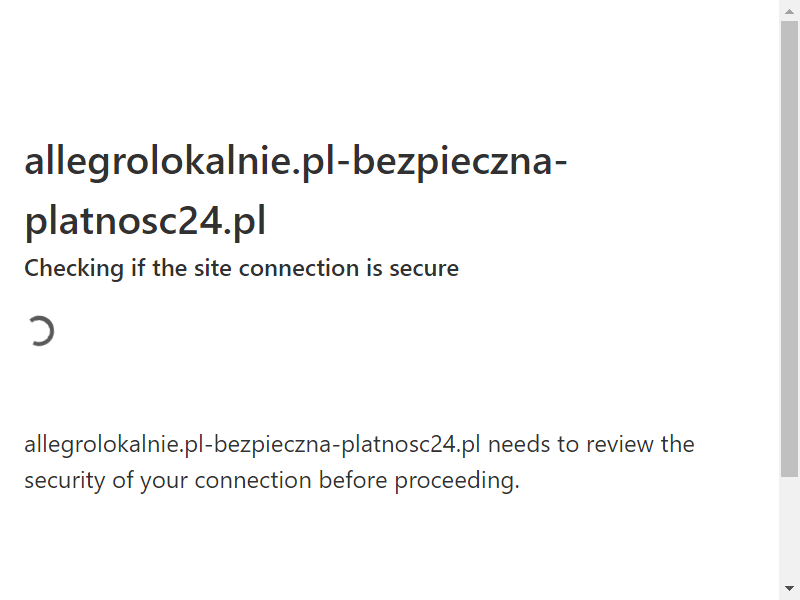 allegrolokalnie.pl-bezpieczna-
platnosc24.pl
Checking if the site connection is secure
allegrolokalnie.pl-bezpieczna-platnosc24.pl needs to review the
security of your connection before proceeding.